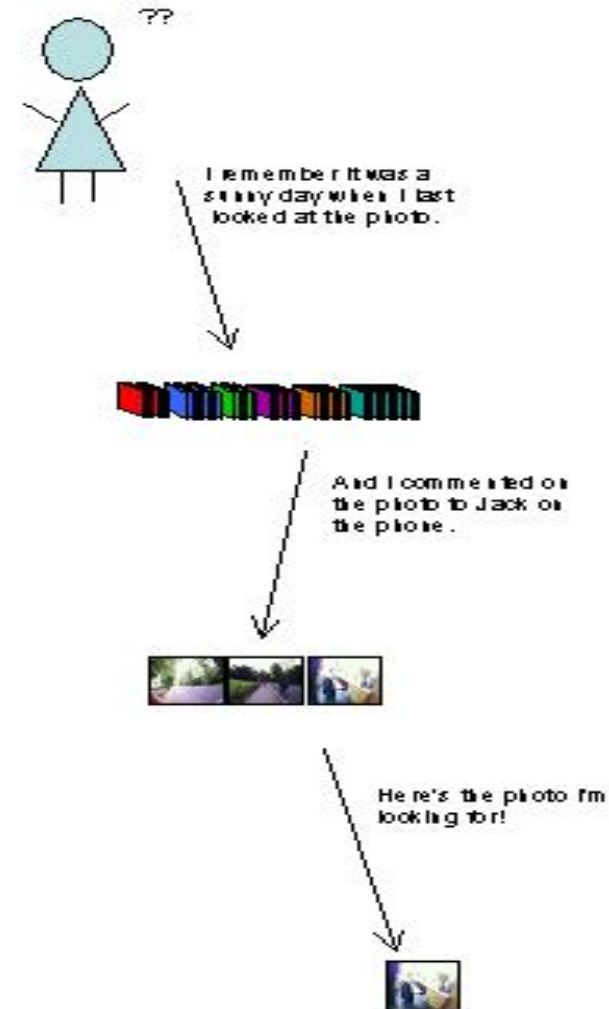 ??
I remember it was a
sunny day when I last
looked at the photo.
And I commented on
the photo to Jack on
the phone.
Here's the photo I'm
looking for!